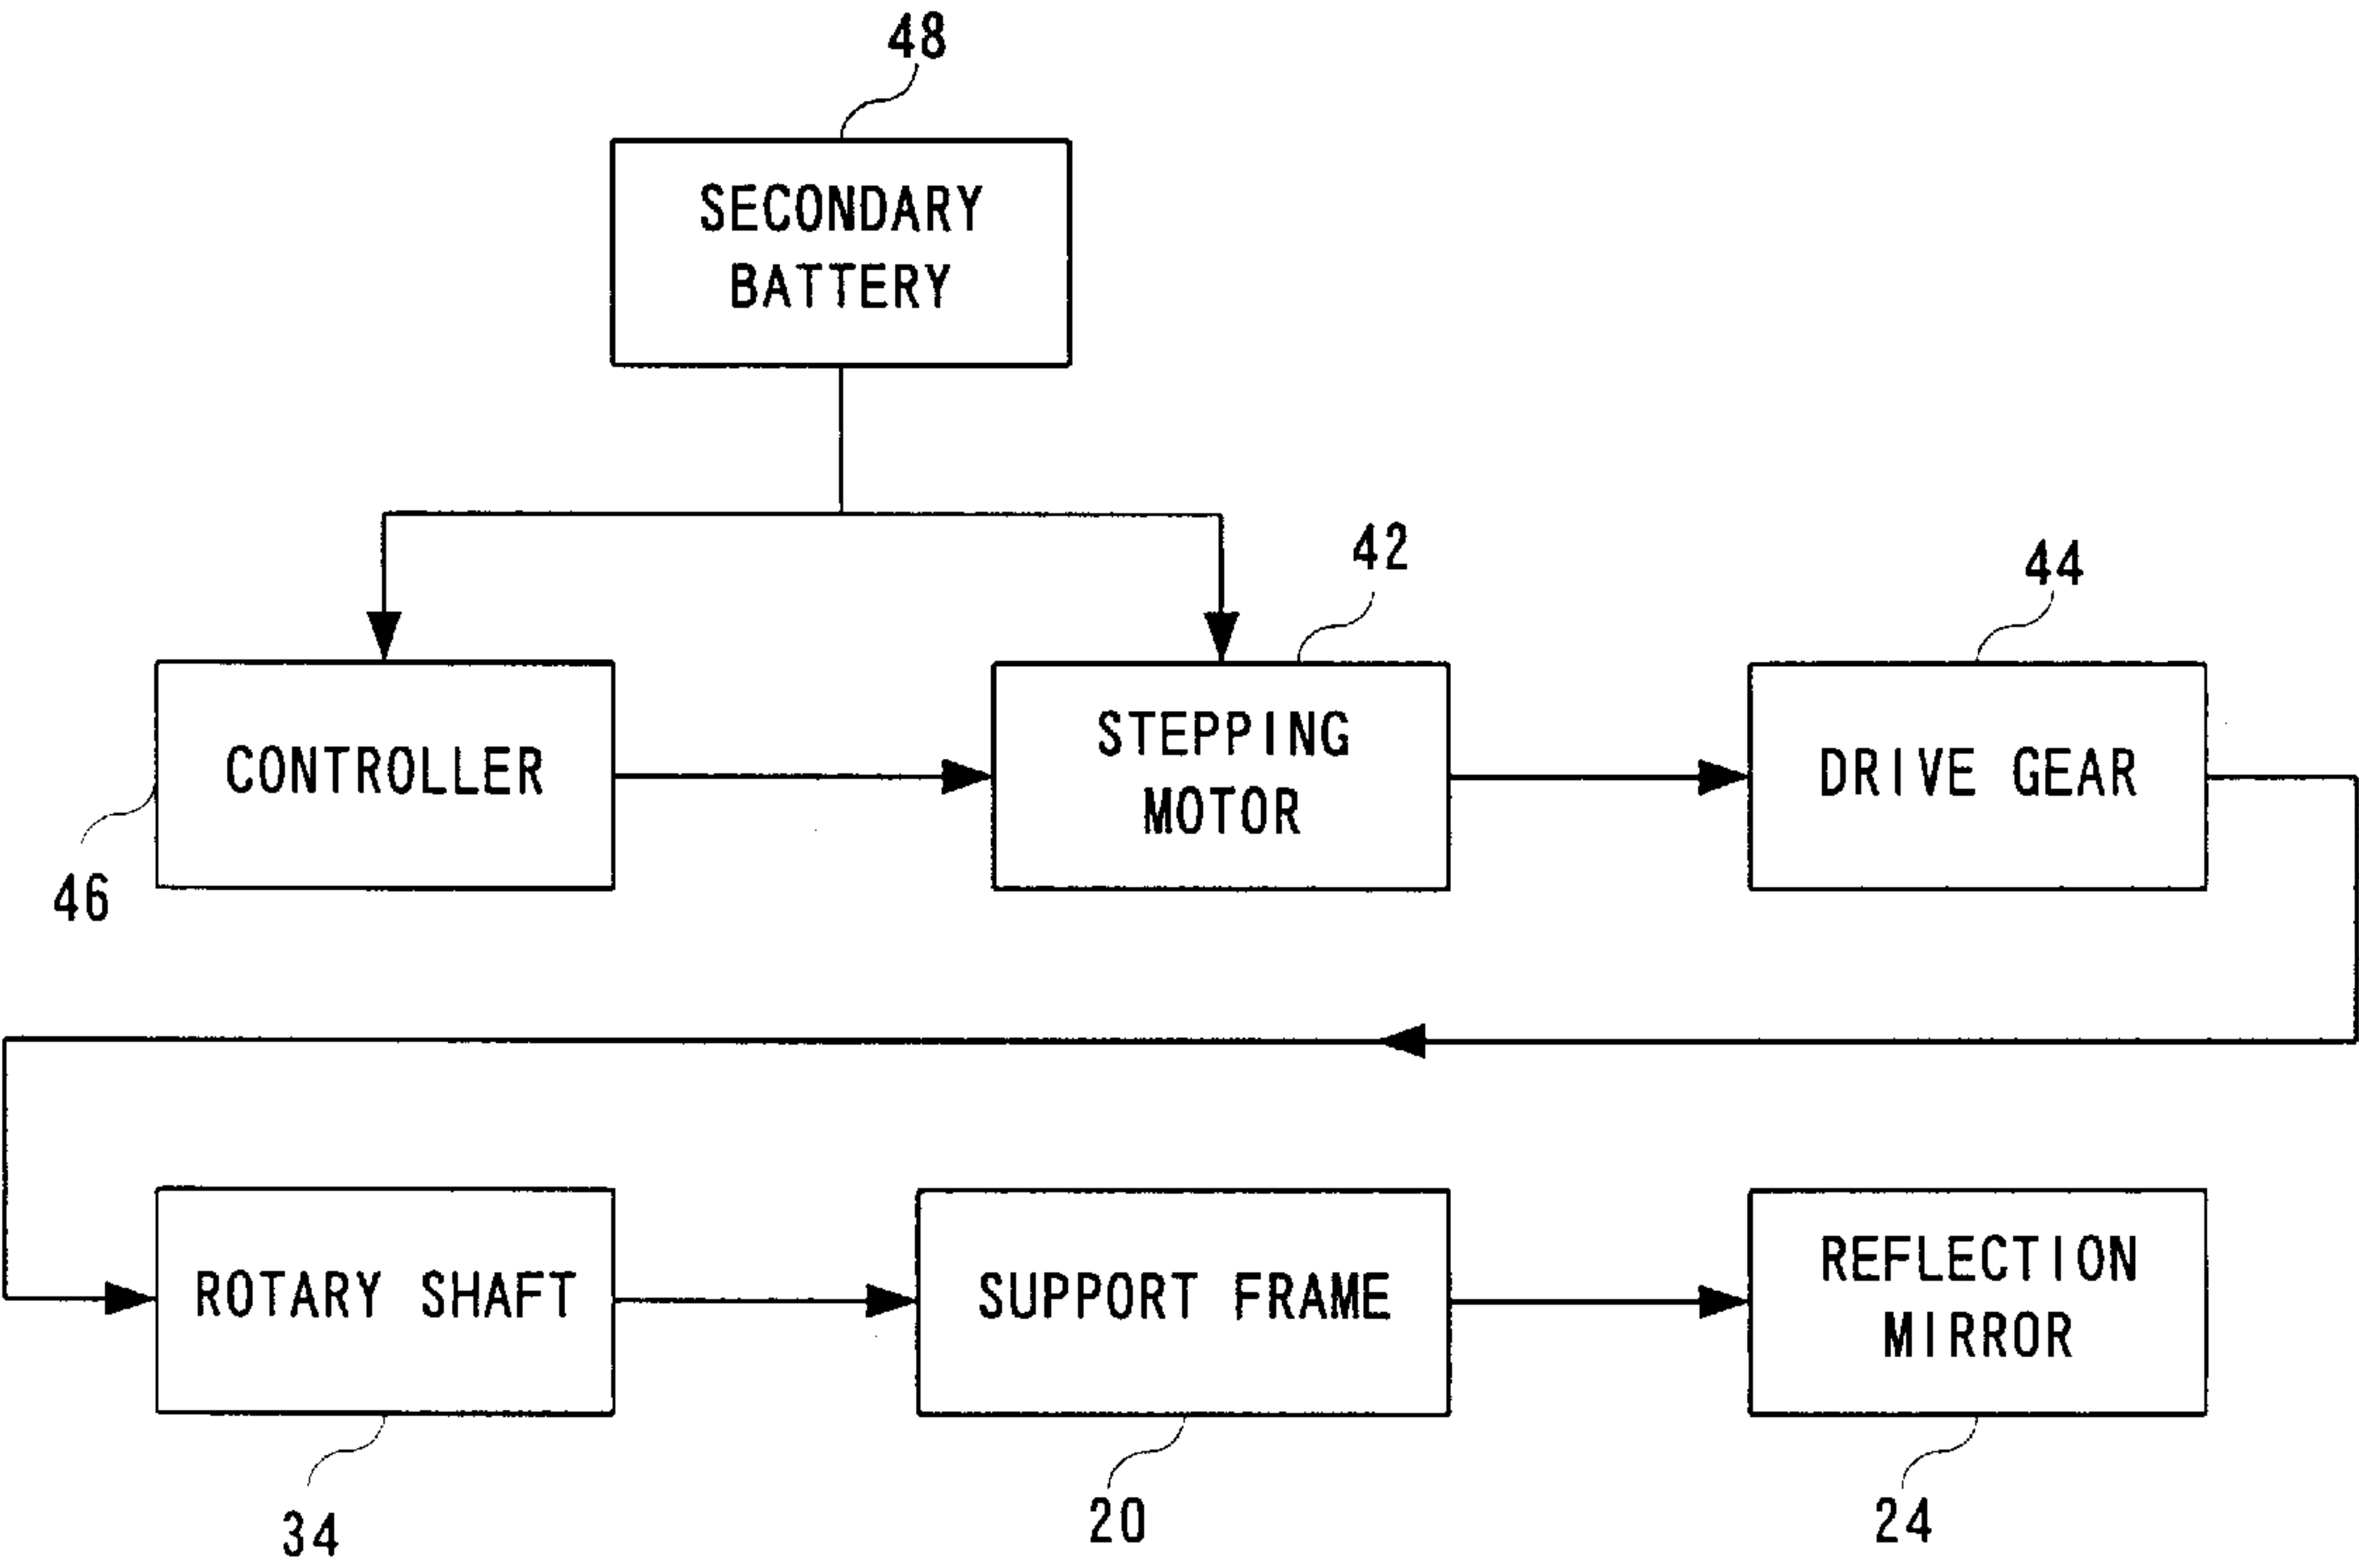 48
SECONDARY
BATTERY
42
44
CONTROLLER
STEPPING
MOTOR
DRIVE GEAR
46
ROTARY SHAFT
SUPPORT FRAME
REFLECTION
MIRROR
34
20
24